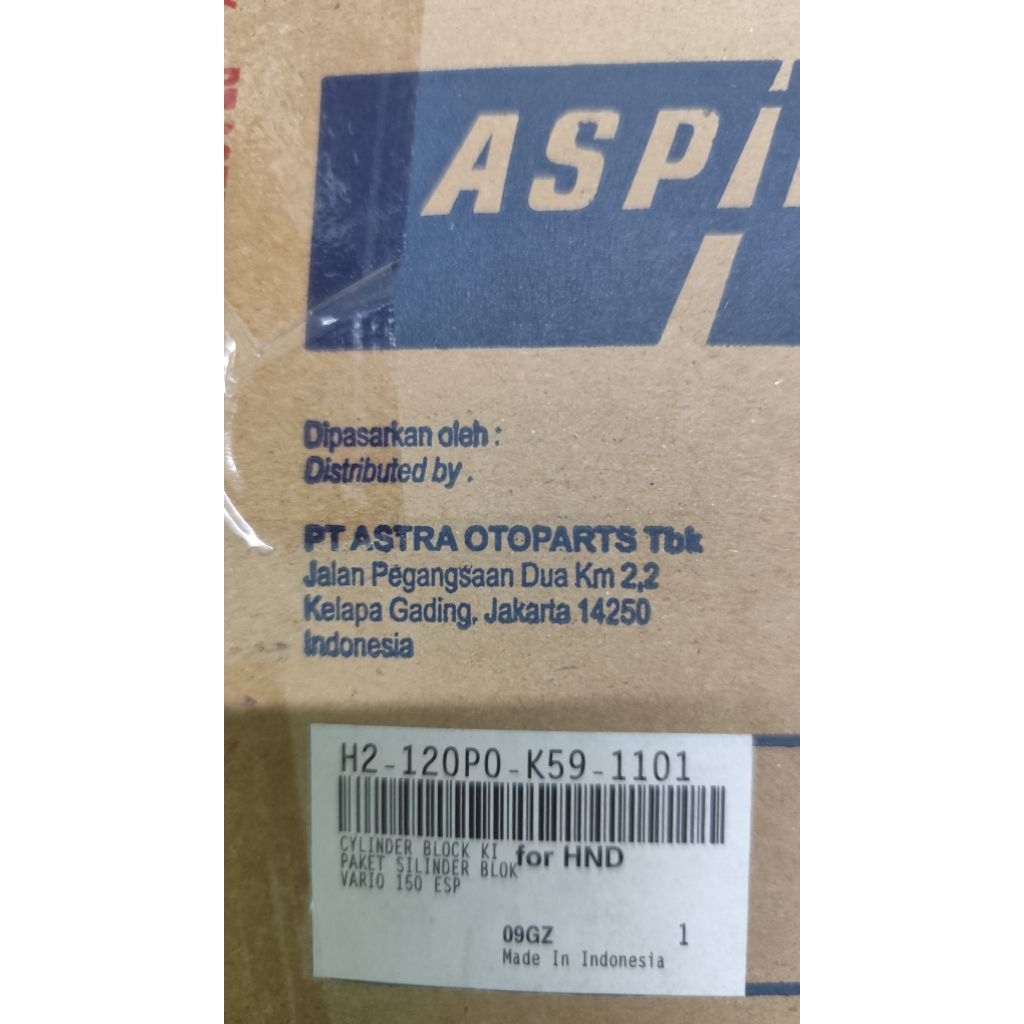 ASPI
Dipasarkan oleh :
Distributed by .
PT ASTRA OTOPARTS Tbk
Jalan Pegangsaan Dua Km 2,2
Kelapa Gading, Jakarta 14250
Indonesia
H2-120P0-K59-1101
CYLINDER BLOCK KI for HND
PAKET SILINDER BLOK
VARIO 150 ESP
09GZ 1
Made In Indonesia